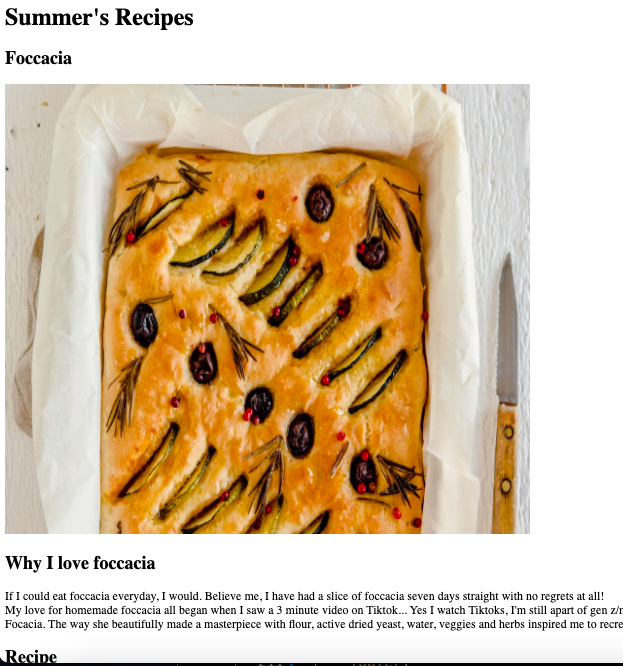 Summer's Recipes
Foccacia
Why I love foccacia
If I could eat foccacia everyday, I would. Believe me, I have had a slice of foccacia seven days straight with no regrets at all!
My love for homemade foccacia all began when I saw a 3 minute video on Tiktok... Yes I watch Tiktoks, I'm still apart of gen z/
Focacia. The way she beautifully made a masterpiece with flour, active dried yeast, water, veggies and herbs inspired me to recre
Recipe